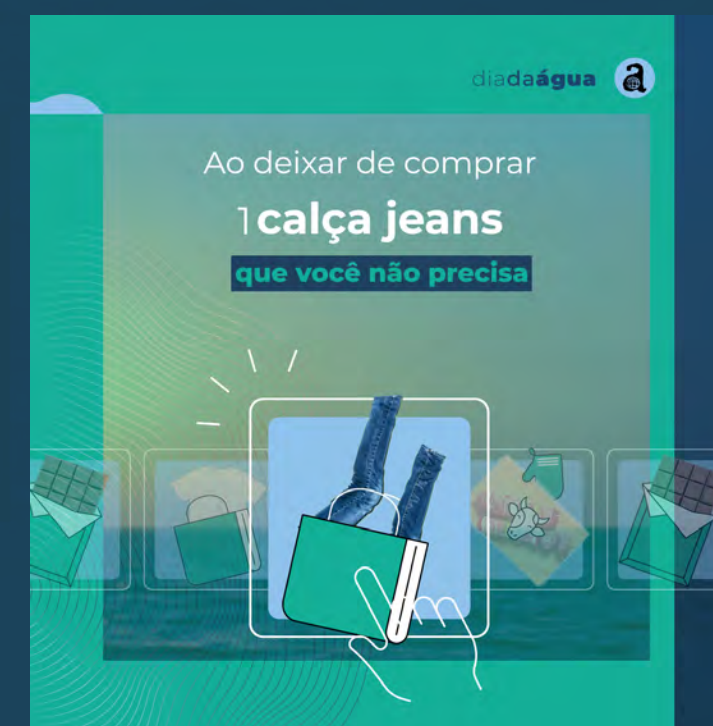 diadaágua a
Ao deixar de comprar
1 calça jeans
que você não precisa